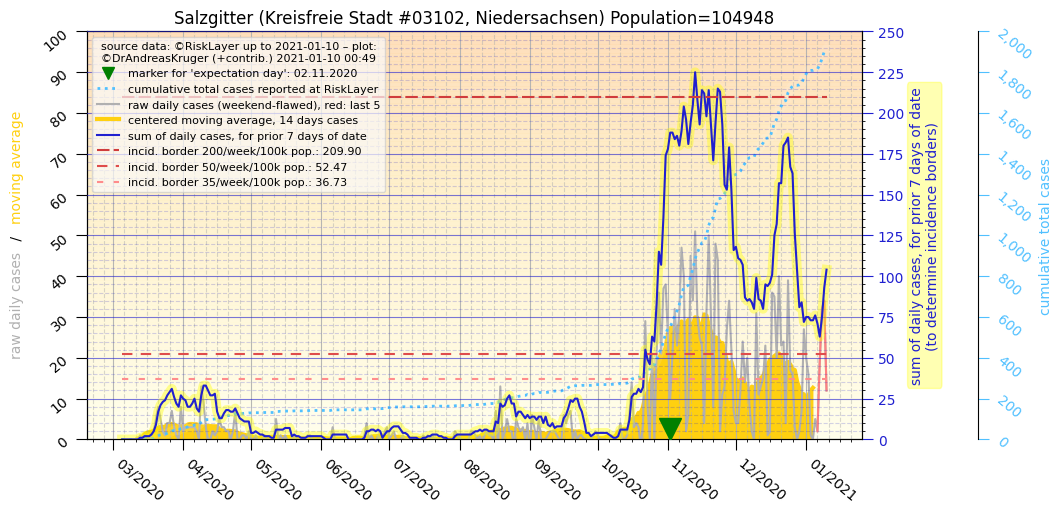 Salzgitter (Kreisfreie Stadt #03102, Niedersachsen) Population=104948
source data: ©RiskLayer up to 2021-01-10 – plot:
©DrAndreasKruger (+contrib.) 2021-01-10 00:49
marker for 'expectation day': 02.11.2020
cumulative total cases reported at RiskLayer
raw daily cases (weekend-flawed), red: last 5
centered moving average, 14 days cases
sum of daily cases, for prior 7 days of date
incid. border 200/week/100k pop.: 209.90
incid. border 50/week/100k pop.: 52.47
incid. border 35/week/100k pop.: 36.73
raw daily cases / moving average
100
90
80
70
60
50
40
30
20
10
0
03/2020
04/2020
05/2020
06/2020
07/2020
08/2020
09/2020
10/2020
11/2020
12/2020
01/2021
250
225
200
175
150
125
100
75
50
25
0
sum of daily cases, for prior 7 days of date
(to determine incidence borders)
2,000
1,800
1,600
1,400
1,200
1,000
800
600
400
200
0
cumulative total cases